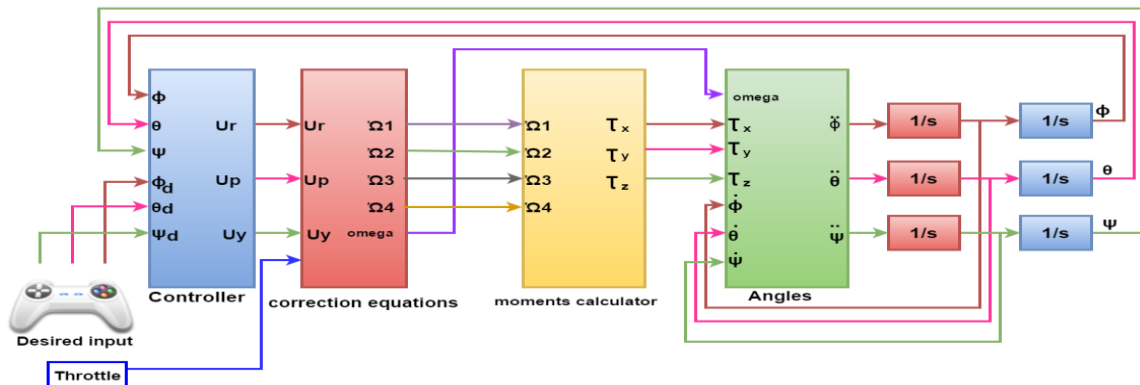 ϕ
θ
Ψ
ϕd
θd
Ψd
Ur
Up
Uy
Controller
Desired input
Throttle
Ur
Up
Uy
Ω1
Ω2
Ω3
Ω4
omega
correction equations
Ω1
Ω2
Ω3
Ω4
τx
τy
τz
moments calculator
omega
τx
τy
τz
ϕ̇
θ̇
Ψ̇
ϕ̈
θ̈
Ψ̈
Angles
1/s
1/s
1/s
1/s
1/s
1/s
ϕ
θ
Ψ